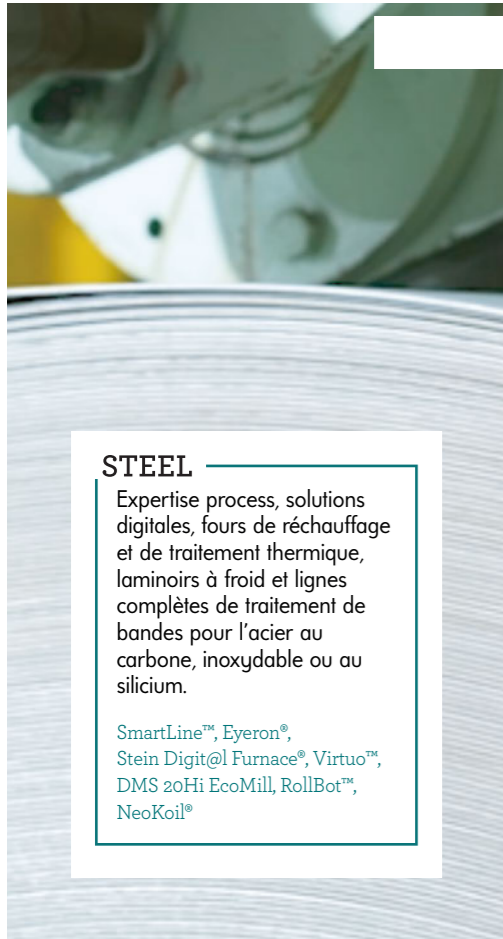 STEEL
Expertise process, solutions
digitales, fours de réchauffage
et de traitement thermique,
laminoirs à froid et lignes
complètes de traitement de
bandes pour l’acier au
carbone, inoxydable ou au
silicium.
SmartLine™, Eyeron®,
Stein Digit@l Furnace®, Virtuo™,
DMS 20Hi EcoMill, RollBot™,
NeoKoil®